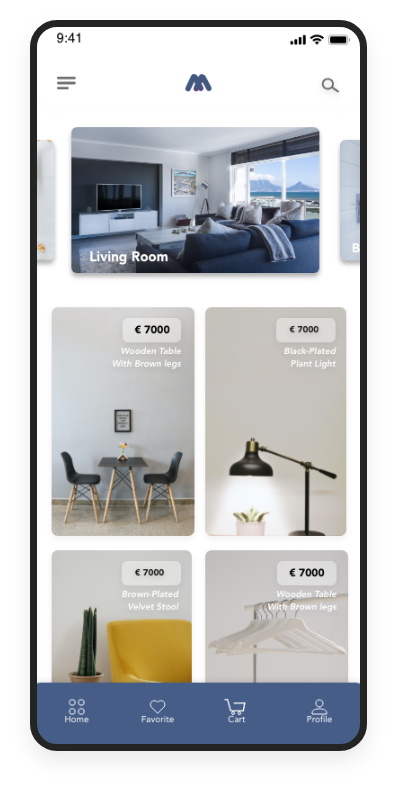 9:41
Living Room
B
€ 7000
Wooden Table
With Brown legs
€ 7000
Black-Plated
Plant Light
€ 7000
Brown-Plated
Velvet Stool
€ 7000
Wooden Table
With Brown legs
Home
Favorite
Cart
Profile